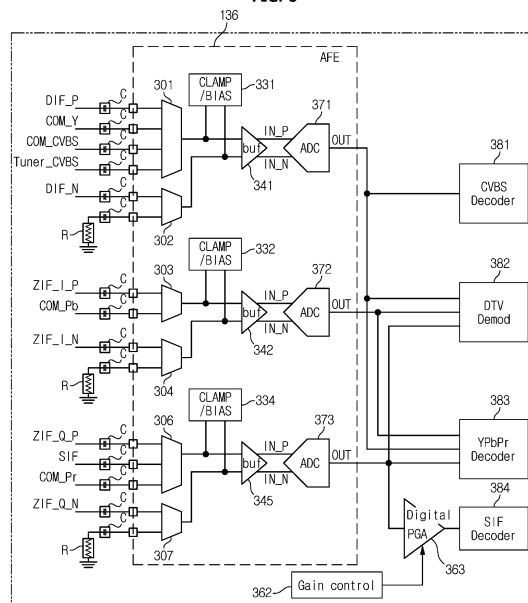 136
AFE
301
CLAMP
/BIAS
331
DIF_P
C
COM_Y
C
COM_CVBS
C
Tuner_CVBS
C
DIF_N
C
C
R
302
IN_P
IN_N
buf
341
371
ADC
OUT
381
CVBS
Decoder
303
CLAMP
/BIAS
332
ZIF_I_P
C
COM_Pb
C
ZIF_I_N
C
C
R
304
IN_P
IN_N
buf
342
372
ADC
OUT
382
DTV
Demod
306
CLAMP
/BIAS
334
ZIF_Q_P
C
SIF
C
COM_Pr
C
ZIF_Q_N
C
C
R
307
IN_P
IN_N
buf
345
373
ADC
OUT
383
YPbPr
Decoder
384
SIF
Decoder
Digital
PGA
363
362
Gain control